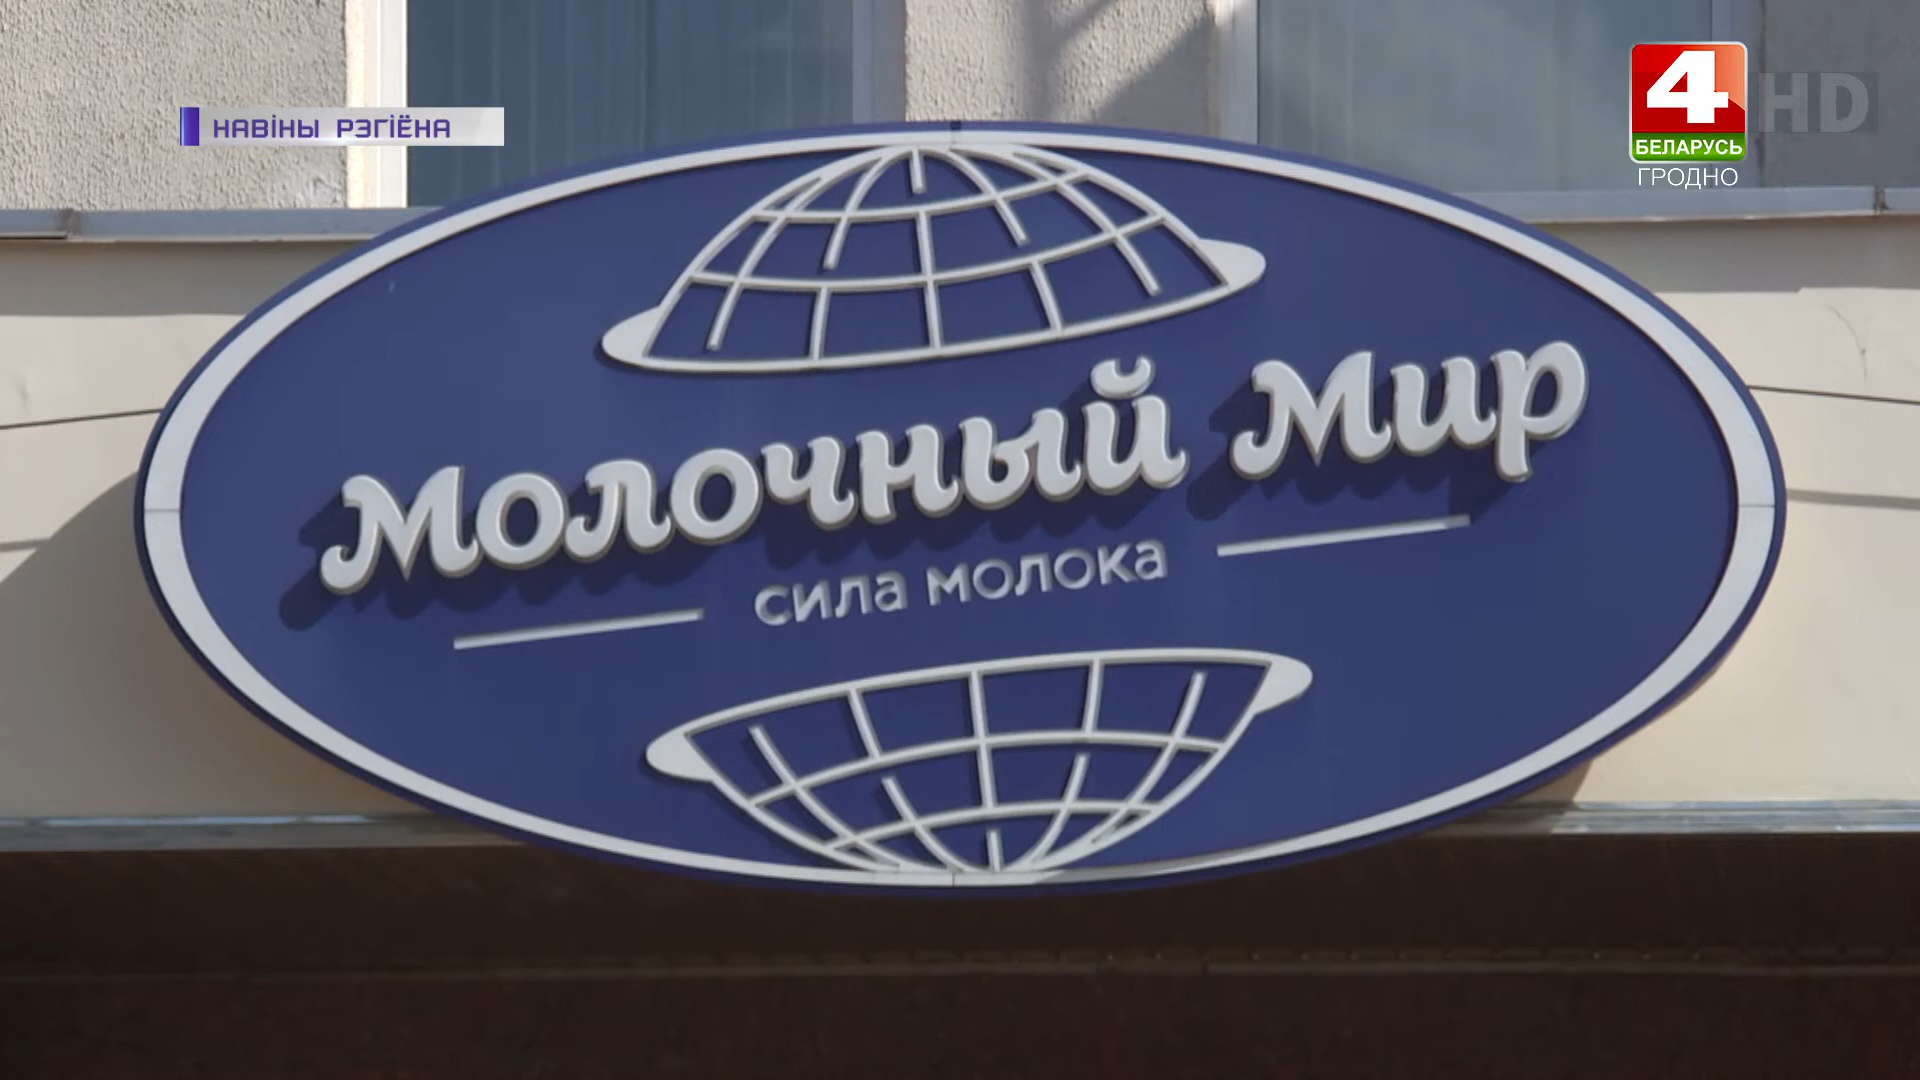 НАВІНЫ РЭГІЁНА
4 HD
БЕЛАРУСЬ
ГРОДНО
Молочный Мир
сила молока